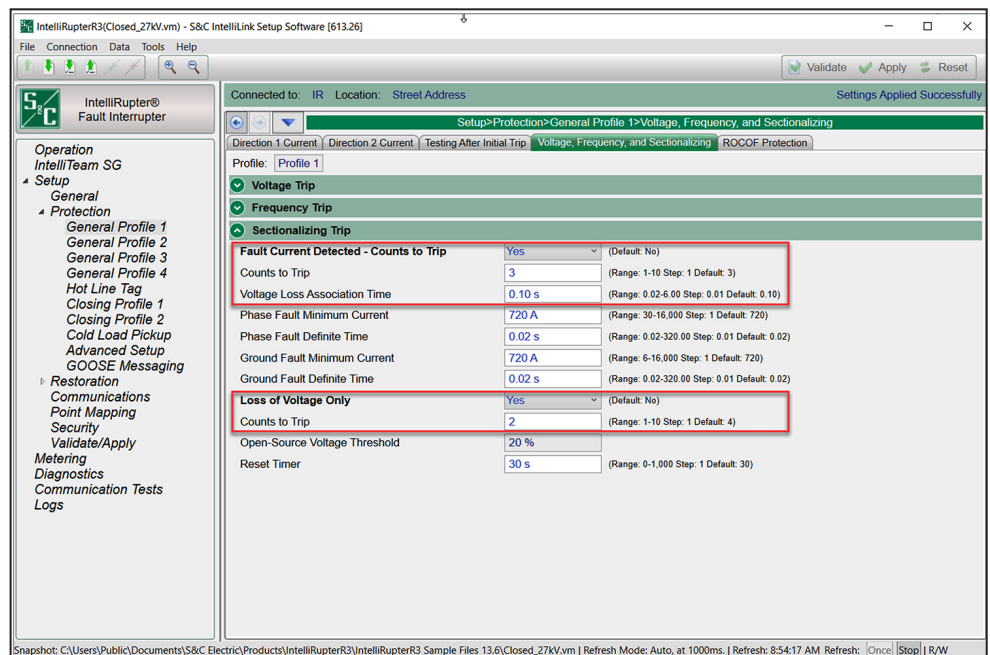 IntelliRupterR3(Closed_27kV.vm) - S&C IntelliLink Setup Software [613.26]
File Connection Data Tools Help
Validate Apply Reset
S&C IntelliRupter®
Fault Interrupter
Connected to: IR Location: Street Address Settings Applied Successfully
Setup>Protection>General Profile 1>Voltage, Frequency, and Sectionalizing
Direction 1 Current Direction 2 Current Testing After Initial Trip Voltage, Frequency, and Sectionalizing ROCOF Protection
Profile: Profile 1
Operation
IntelliTeam SG
Setup
General
Protection
General Profile 1
General Profile 2
General Profile 3
General Profile 4
Hot Line Tag
Closing Profile 1
Closing Profile 2
Cold Load Pickup
Advanced Setup
GOOSE Messaging
Restoration
Communications
Point Mapping
Security
Validate/Apply
Metering
Diagnostics
Communication Tests
Logs
Voltage Trip
Frequency Trip
Sectionalizing Trip
Fault Current Detected - Counts to Trip Yes (Default: No)
Counts to Trip 3 (Range: 1-10 Step: 1 Default: 3)
Voltage Loss Association Time 0.10 s (Range: 0.02-6.00 Step: 0.01 Default: 0.10)
Phase Fault Minimum Current 720 A (Range: 30-16,000 Step: 1 Default: 720)
Phase Fault Definite Time 0.02 s (Range: 0.02-320.00 Step: 0.01 Default: 0.02)
Ground Fault Minimum Current 720 A (Range: 6-16,000 Step: 1 Default: 720)
Ground Fault Definite Time 0.02 s (Range: 0.02-320.00 Step: 0.01 Default: 0.02)
Loss of Voltage Only Yes (Default: No)
Counts to Trip 2 (Range: 1-10 Step: 1 Default: 4)
Open-Source Voltage Threshold 20 %
Reset Timer 30 s (Range: 0-1,000 Step: 1 Default: 30)
Snapshot: C:\Users\Public\Documents\S&C Electric\Products\IntelliRupterR3\IntelliRupterR3 Sample Files 13.6\Closed_27kV.vm | Refresh Mode: Auto, at 1000ms. | Refresh: 8:54:17 AM Refresh: Once Stop | R/W